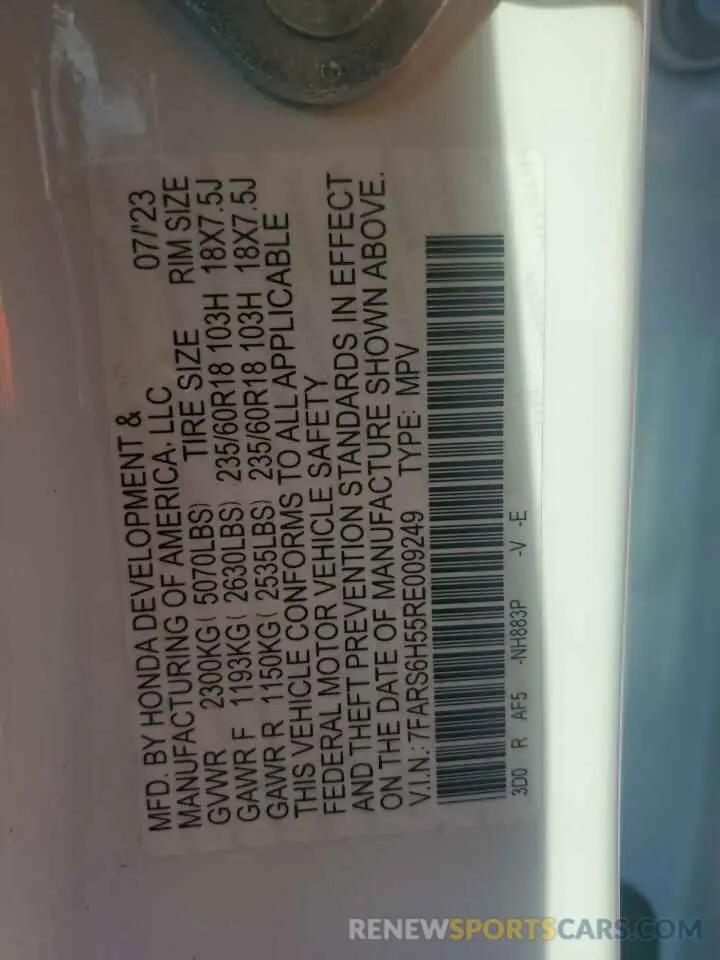 MFD. BY HONDA DEVELOPMENT & 07/'23
MANUFACTURING OF AMERICA, LLC
TIRE SIZE RIM SIZE
GVWR 2300KG( 5070LBS)
GAWR F 1193KG( 2630LBS) 235/60R18 103H 18X7.5J
GAWR R 1150KG( 2535LBS) 235/60R18 103H 18X7.5J
THIS VEHICLE CONFORMS TO ALL APPLICABLE
FEDERAL MOTOR VEHICLE SAFETY
AND THEFT PREVENTION STANDARDS IN EFFECT
ON THE DATE OF MANUFACTURE SHOWN ABOVE.
V.I.N.: 7FARS6H55RE009249 TYPE: MPV
3D0 R AF5 -NH883P -V -E
RENEWSPORTSCARS.COM